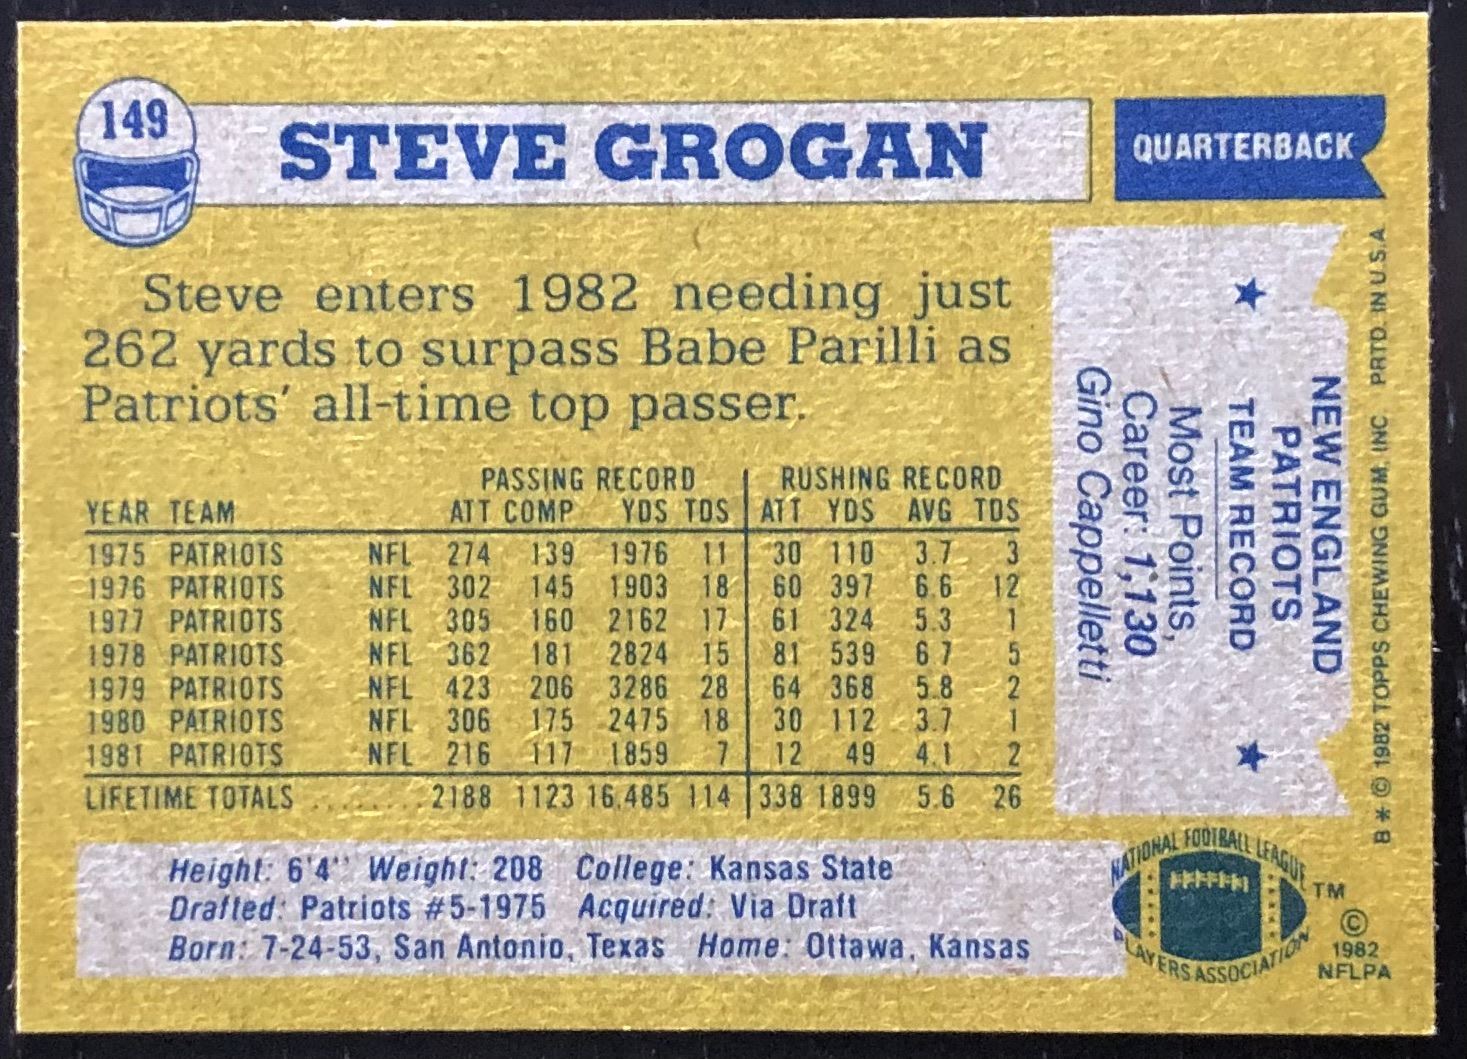 149
STEVE GROGAN
QUARTERBACK
Steve enters 1982 needing just
262 yards to surpass Babe Parilli as
Patriots' all-time top passer.
PASSING RECORD RUSHING RECORD
YEAR TEAM ATT COMP YDS TDS ATT YDS AVG TDS
1975 PATRIOTS NFL 274 139 1976 11 30 110 3.7 3
1976 PATRIOTS NFL 302 145 1903 18 60 397 6.6 12
1977 PATRIOTS NFL 305 160 2162 17 61 324 5.3 1
1978 PATRIOTS NFL 362 181 2824 15 81 539 6 7 5
1979 PATRIOTS NFL 423 206 3286 28 64 368 5.8 2
1980 PATRIOTS NFL 306 175 2475 18 30 112 3.7 1
1981 PATRIOTS NFL 216 117 1859 7 12 49 4.1 2
LIFETIME TOTALS ......... 2188 1123 16,485 114 338 1899 5.6 26
Height: 6'4" Weight: 208 College: Kansas State
Drafted: Patriots #5-1975 Acquired: Via Draft
Born: 7-24-53, San Antonio, Texas Home: Ottawa, Kansas
NEW ENGLAND
PATRIOTS
TEAM RECORD
Most Points,
Career: 1,130
Gino Cappelletti
B* © 1982 TOPPS CHEWING GUM, INC PRTD. IN U.S.A
NATIONAL FOOTBALL LEAGUE
PLAYERS ASSOCIATION
TM
©
1982
NFLPA